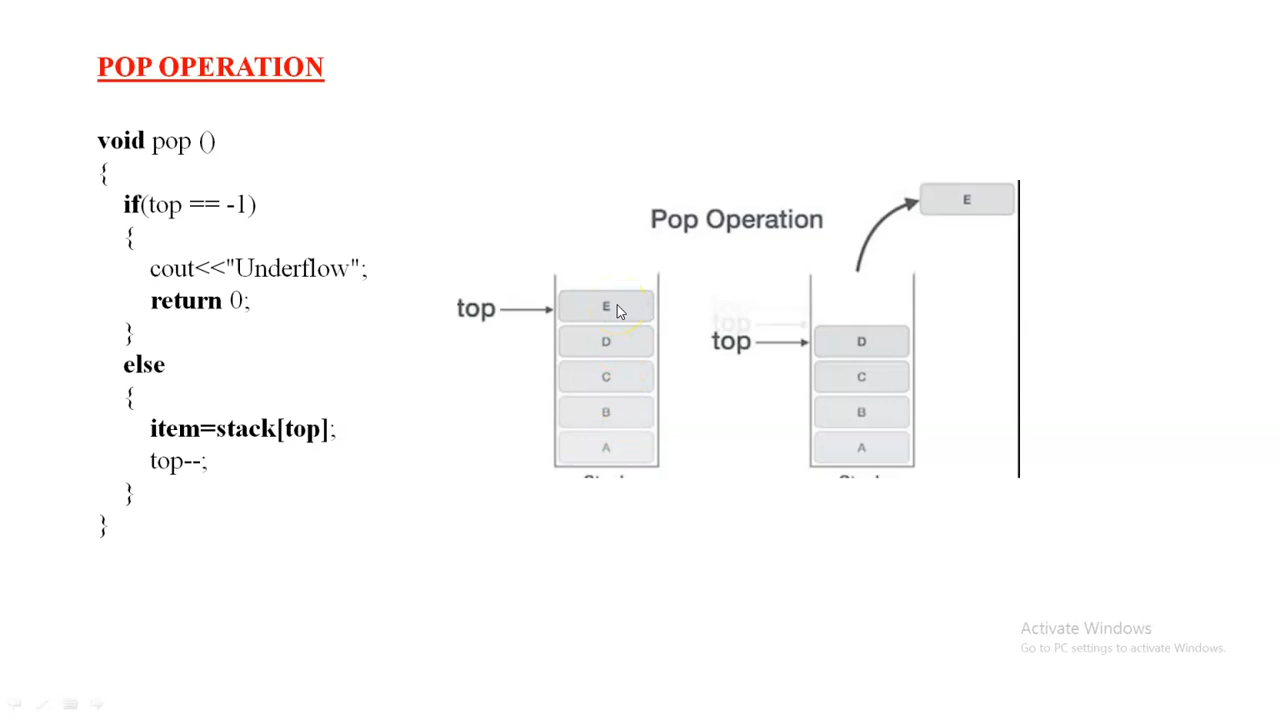 POP OPERATION
void pop ()
{
if(top == -1)
{
cout<<"Underflow";
return 0;
}
else
{
item=stack[top];
top--;
}
}
Pop Operation
E
top
E
D
C
B
A
top
top
D
C
B
A
Activate Windows
Go to PC settings to activate Windows.